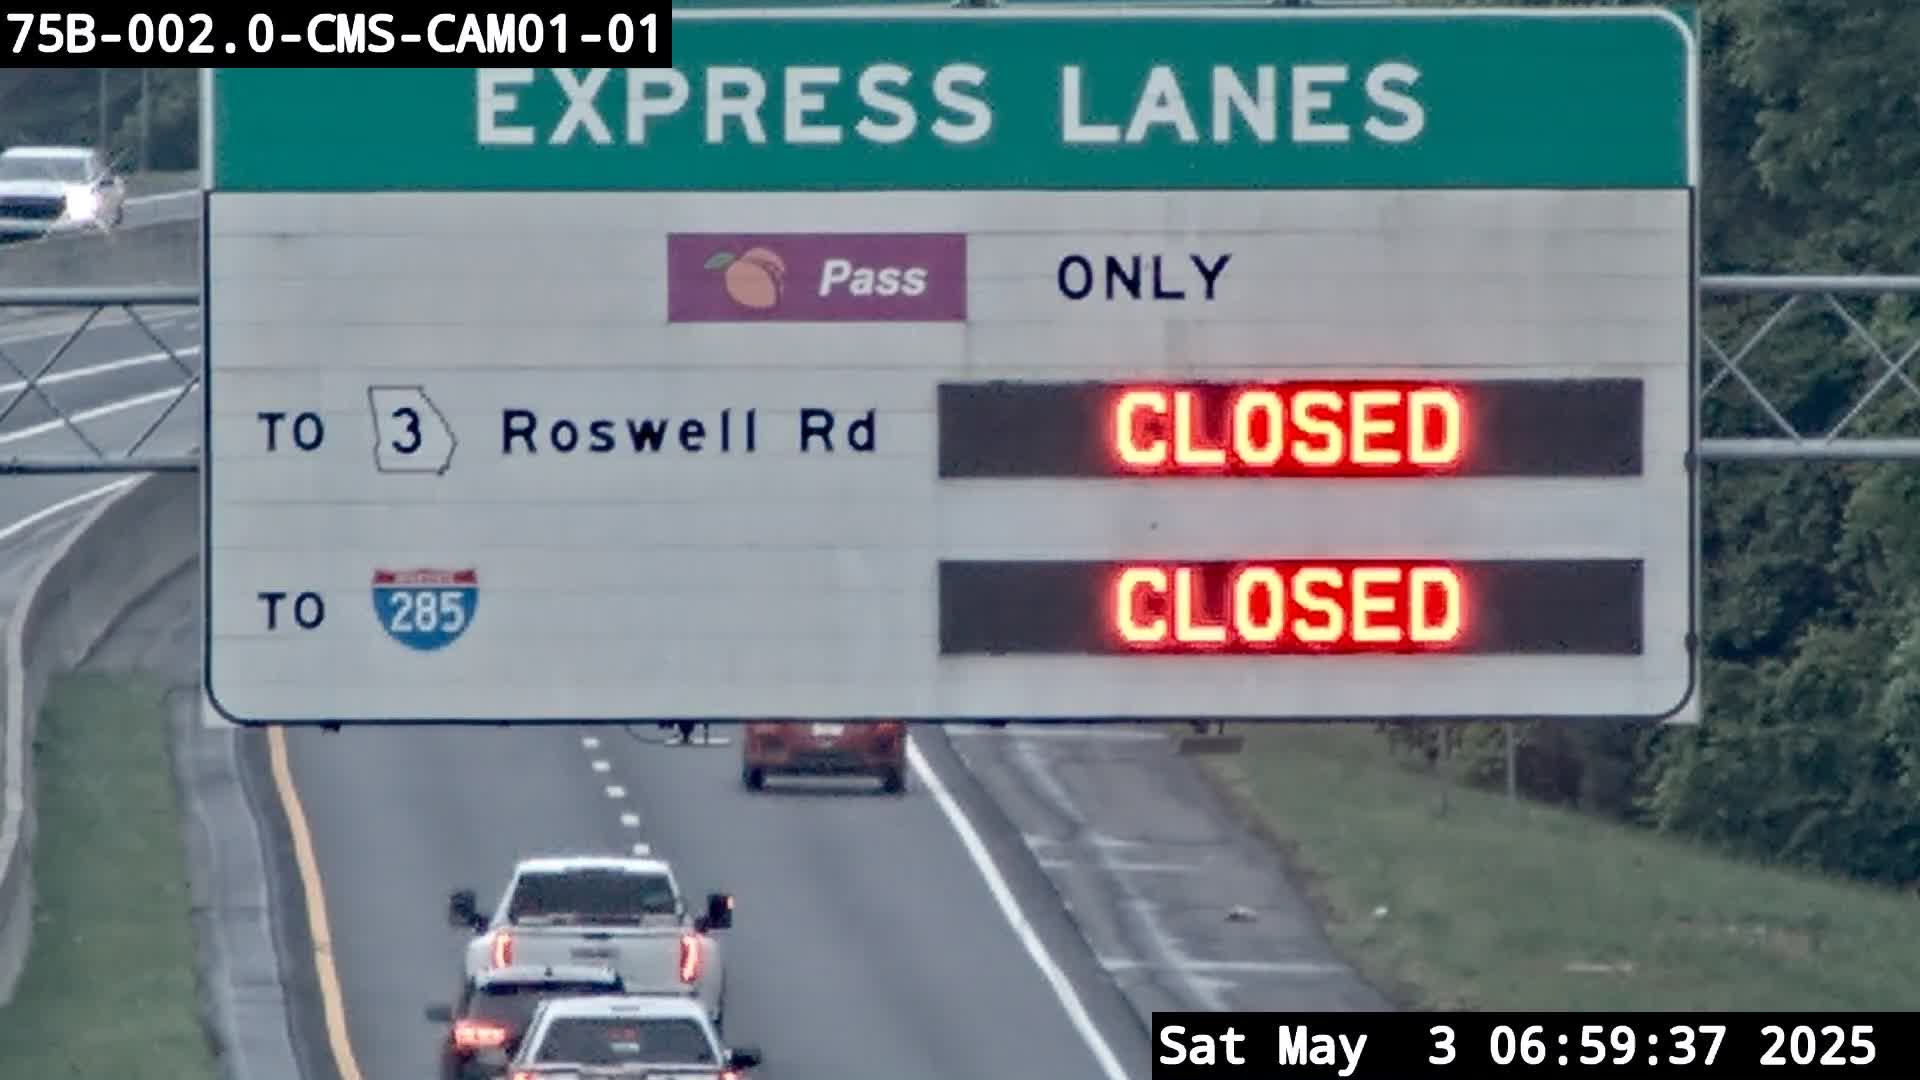 75B-002.0-CMS-CAM01-01
EXPRESS LANES
Pass ONLY
TO 3 Roswell Rd CLOSED
TO 285 CLOSED
Sat May 3 06:59:37 2025